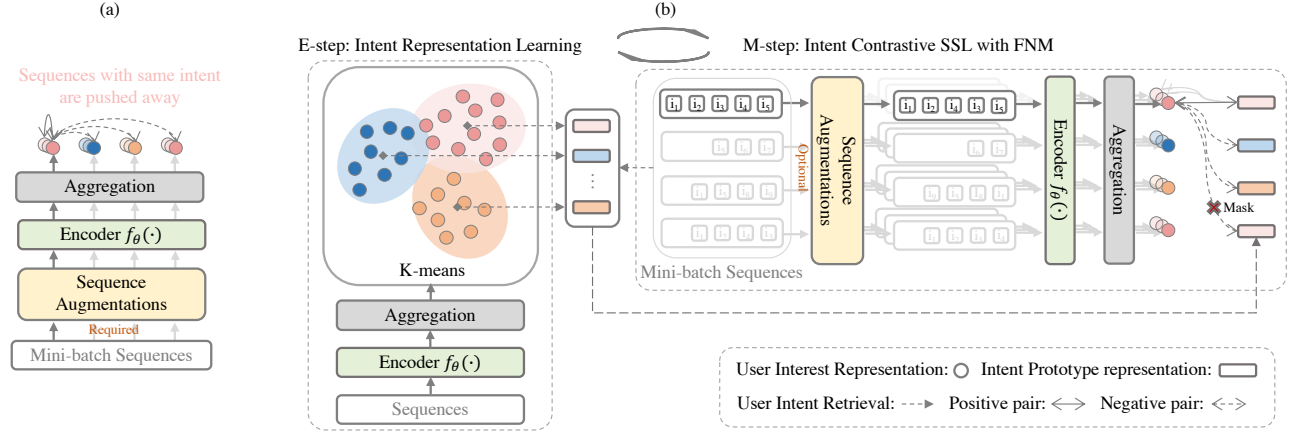 (a)
(b)
E-step: Intent Representation Learning
M-step: Intent Contrastive SSL with FNM
Sequences with same intent
are pushed away
Aggregation
Encoder fθ(·)
Sequence
Augmentations
Required
Mini-batch Sequences
K-means
Aggregation
Encoder fθ(·)
Sequences
⋮
i₁ i₂ i₃ i₄ i₅
Mini-batch Sequences
Optional
Sequence
Augmentations
i₁ i₂ i₄ i₃ i₅
Encoder fθ(·)
Aggregation
Mask
User Interest Representation:
Intent Prototype representation:
User Intent Retrieval:
Positive pair:
Negative pair: